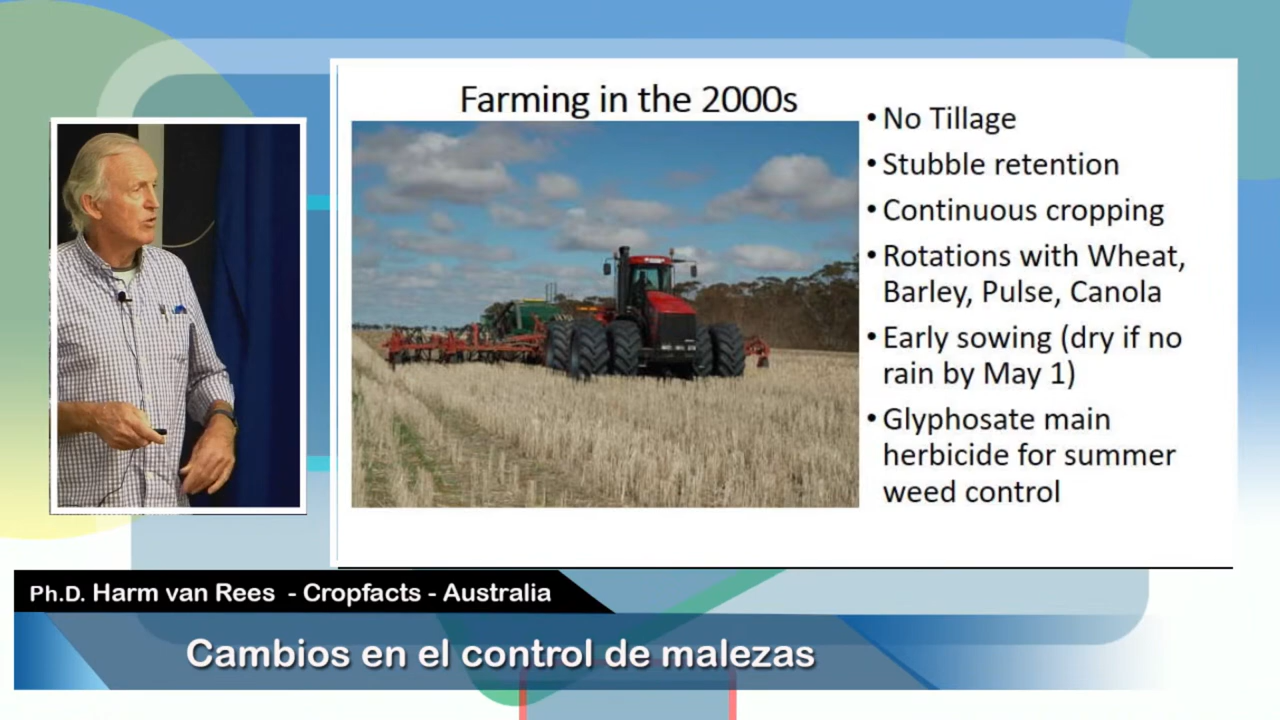 Farming in the 2000s
• No Tillage
• Stubble retention
• Continuous cropping
• Rotations with Wheat,
Barley, Pulse, Canola
• Early sowing (dry if no
rain by May 1)
• Glyphosate main
herbicide for summer
weed control
Ph.D. Harm van Rees - Cropfacts - Australia
Cambios en el control de malezas